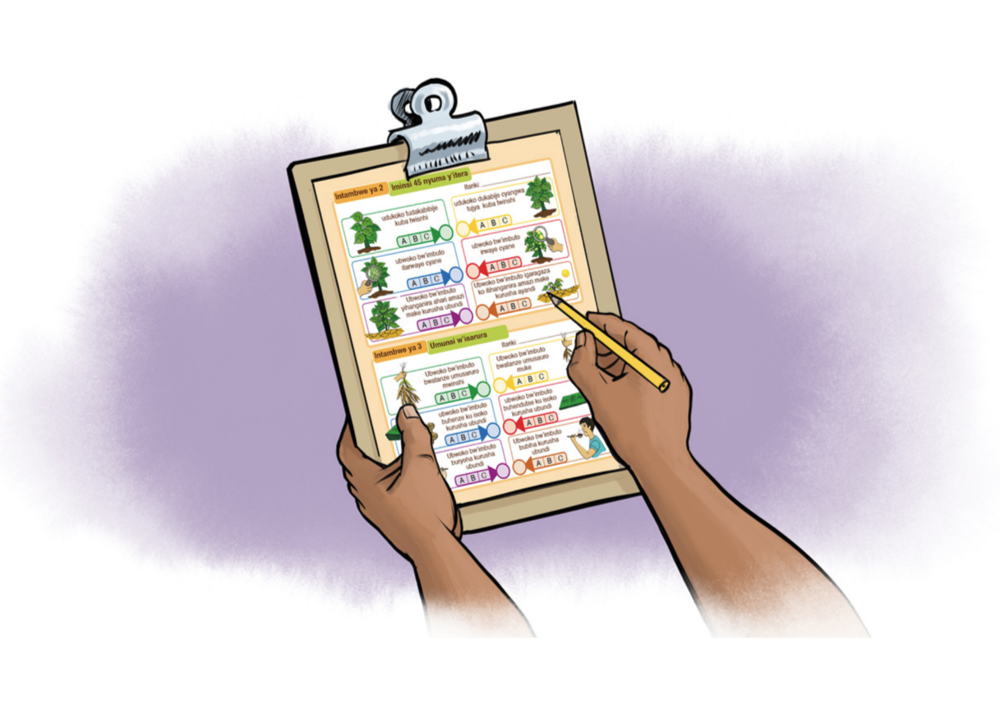 Intambwe ya 2
Iminsi 45 nyuma y'itera
Itariki:
udukoko tudakabibije
kuba twisnhi
A B C
udukoko dukabije cyangwa
tujya kuba twinshi
A B C
ubwoko bw'imbuto
itarwaye cyane
A B C
ubwoko bw'imbuto
irwaye cyane
A B C
Ubwoko bw'imbuto
yihanganira ahari amazi
make kurusha ubundi
A B C
Ubwoko bw'imbuto igaragaza
ko itihanganira amazi make
kurusha ayandi
A B C
Intambwe ya 3
Umunsi w'isarura
Itariki:
Ubwoko bw'imbuto
bwatanze umusaruro
mwinshi
A B C
Ubwoko bw'imbuto
bwatanze umusauro
muke
A B C
ubwoko bw'imbuto
buhenze ku isoko
kurusha ubundi
A B C
ubwoko bw'imbuto
buhendutse ku isoko
kurusha ubundi
A B C
Ubwoko bw'imbuto
buryoha kurusha
ubundi
A B C
Ubwoko bw'imbuto
bubiha kurusha
ubundi
A B C